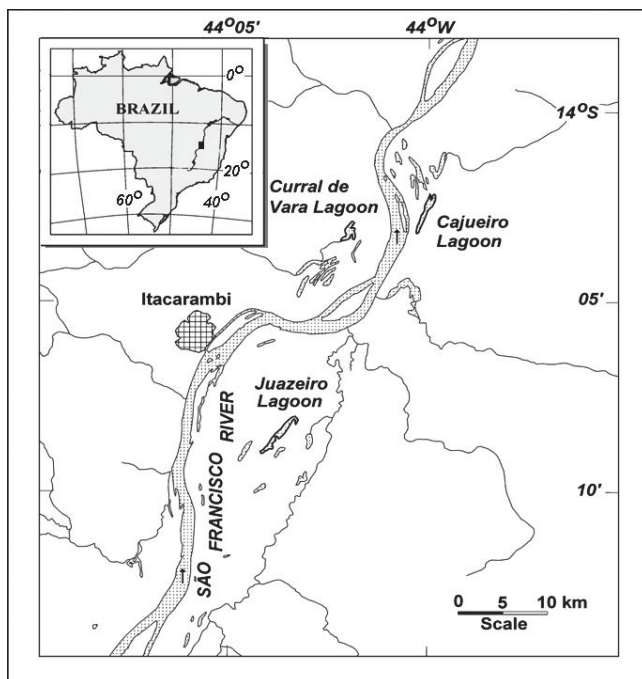 44°05'
44°W
BRAZIL
0°
20°
60°
40°
14°S
Curral de
Vara Lagoon
Cajueiro
Lagoon
Itacarambi
05'
Juazeiro
Lagoon
SÃO FRANCISCO RIVER
10'
0 5 10 km
Scale